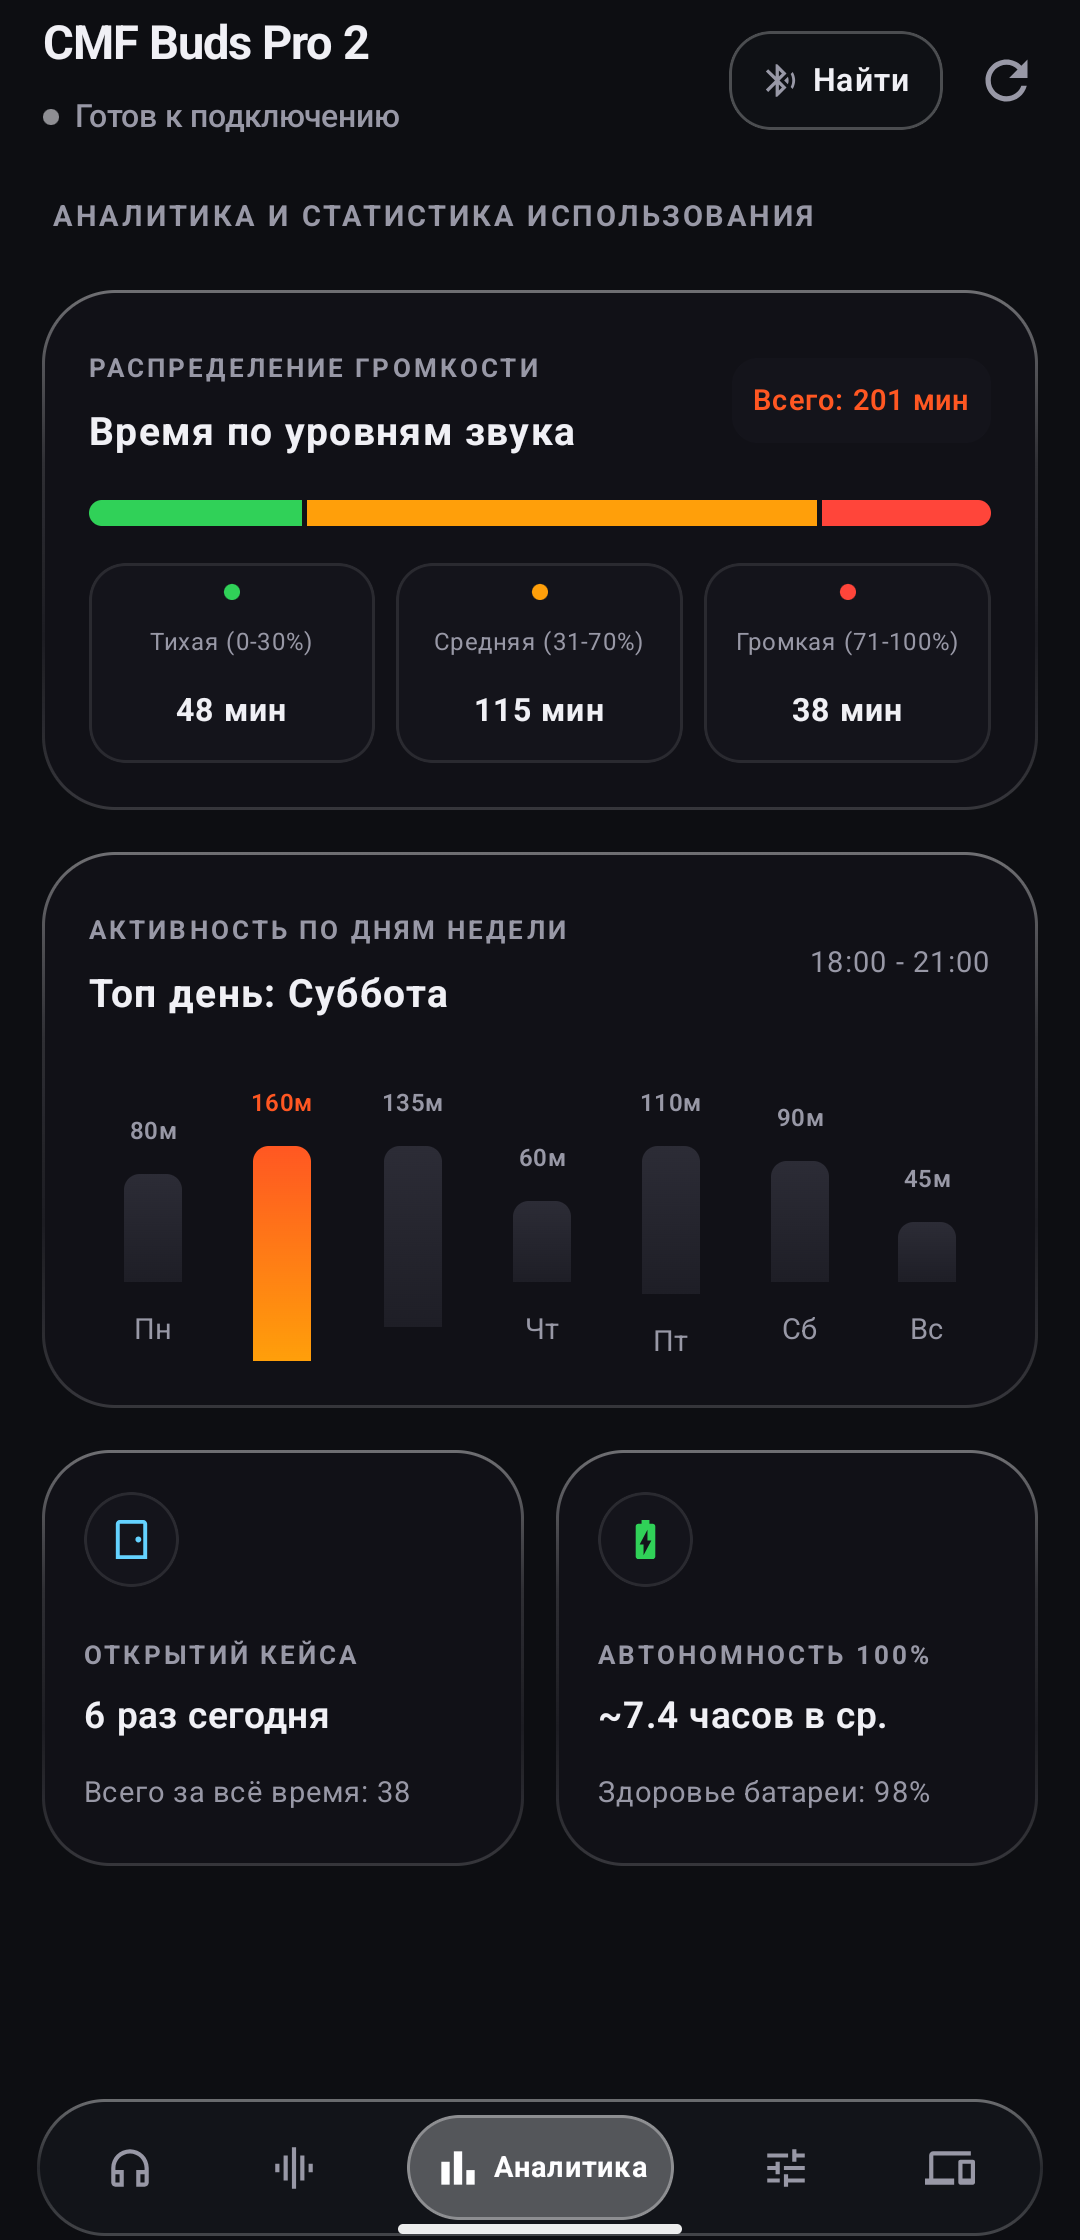 CMF Buds Pro 2
Готов к подключению
Найти
АНАЛИТИКА И СТАТИСТИКА ИСПОЛЬЗОВАНИЯ
РАСПРЕДЕЛЕНИЕ ГРОМКОСТИ
Время по уровням звука
Всего: 201 мин
Тихая (0-30%)
48 мин
Средняя (31-70%)
115 мин
Громкая (71-100%)
38 мин
АКТИВНОСТЬ ПО ДНЯМ НЕДЕЛИ
Топ день: Суббота
18:00 - 21:00
80м
160м
135м
60м
110м
90м
45м
Пн
Чт
Пт
Сб
Вс
ОТКРЫТИЙ КЕЙСА
6 раз сегодня
Всего за всё время: 38
АВТОНОМНОСТЬ 100%
~7.4 часов в ср.
Здоровье батареи: 98%
Аналитика